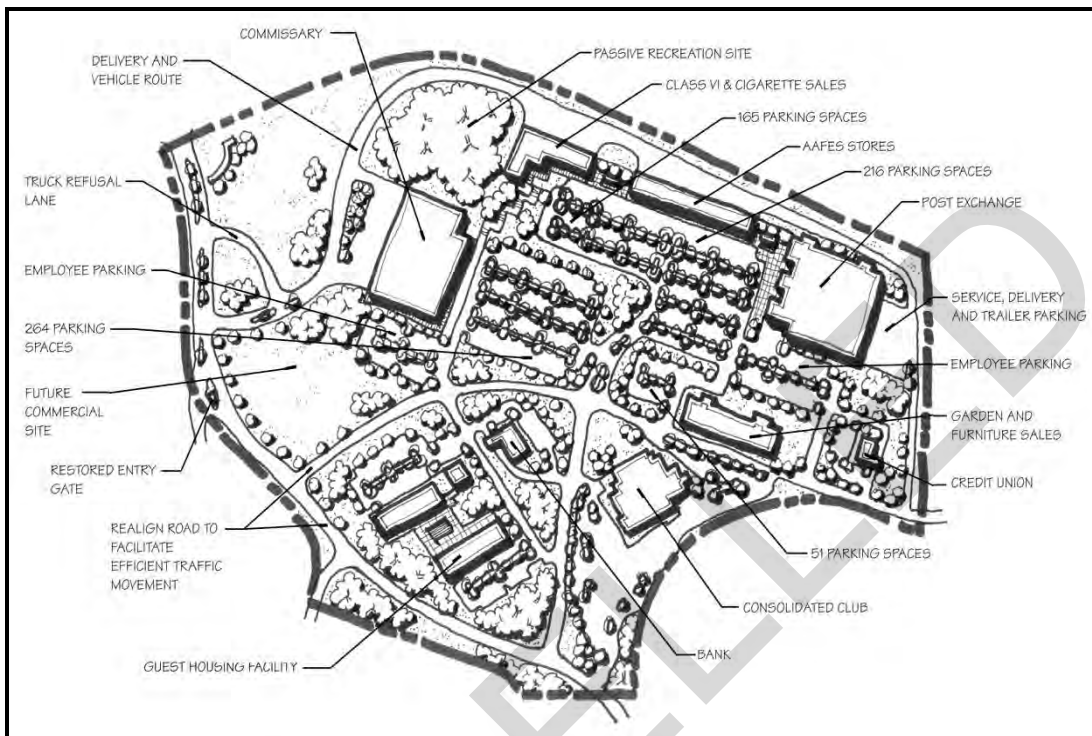 COMMISSARY
DELIVERY AND
VEHICLE ROUTE
TRUCK REFUSAL
LANE
EMPLOYEE PARKING
264 PARKING
SPACES
FUTURE
COMMERCIAL
SITE
RESTORED ENTRY
GATE
REALIGN ROAD TO
FACILITATE
EFFICIENT TRAFFIC
MOVEMENT
GUEST HOUSING FACILITY
PASSIVE RECREATION SITE
CLASS VI & CIGARETTE SALES
165 PARKING SPACES
AAFES STORES
216 PARKING SPACES
POST EXCHANGE
SERVICE, DELIVERY
AND TRAILER PARKING
EMPLOYEE PARKING
GARDEN AND
FURNITURE SALES
CREDIT UNION
51 PARKING SPACES
CONSOLIDATED CLUB
BANK